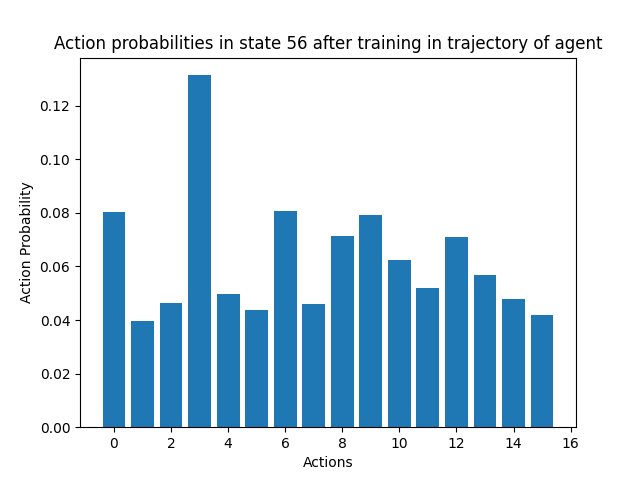 Action probabilities in state 56 after training in trajectory of agent
0.12
0.10
0.08
0.06
0.04
0.02
0.00
Action Probability
0 2 4 6 8 10 12 14 16
Actions